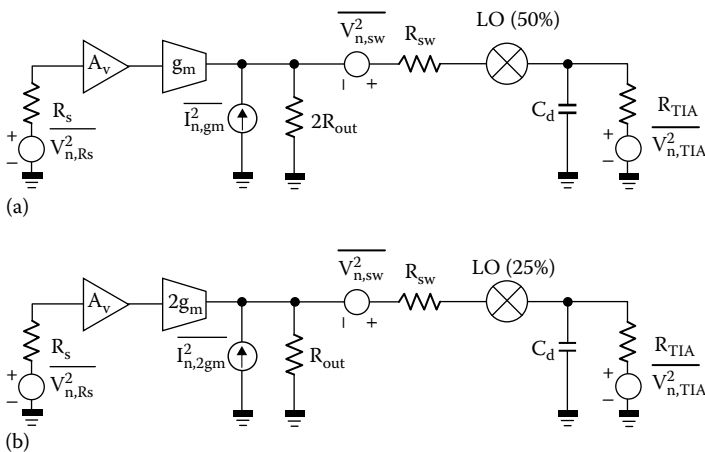 LO (50%)
V²n,sw
Rsw
Av
gm
Rs
I²n,gm
2Rout
Cd
RTIA
V²n,TIA
+
−
V²n,Rs
− +
+
−
(a)
LO (25%)
V²n,sw
Rsw
Av
2gm
Rs
I²n,2gm
Rout
Cd
RTIA
V²n,TIA
+
−
V²n,Rs
− +
+
−
(b)